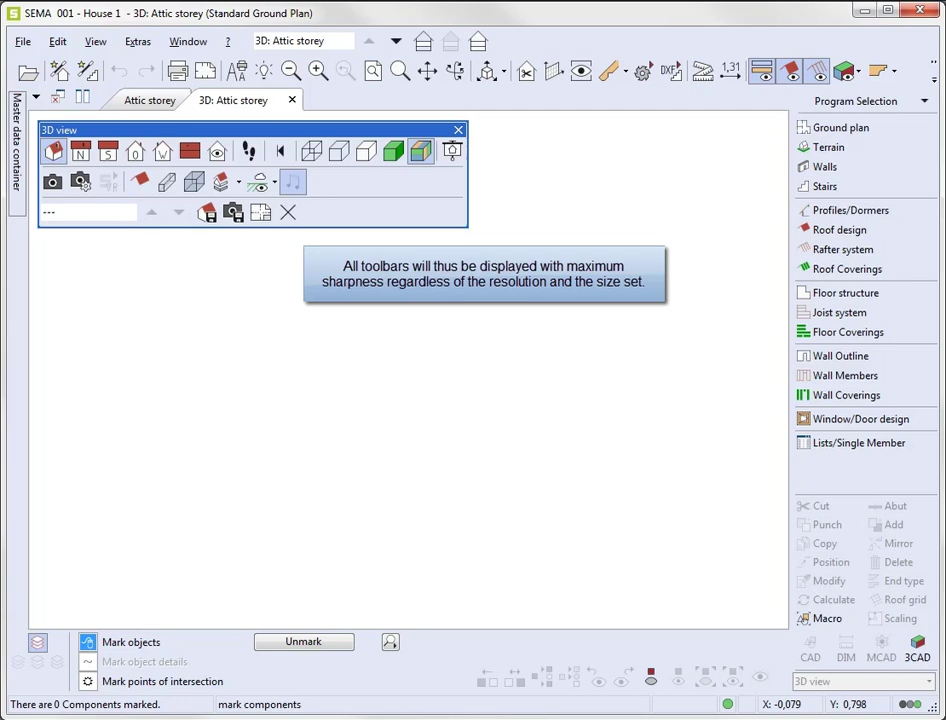 SEMA  001 - House 1  - 3D: Attic storey (Standard Ground Plan)
File Edit View Extras Window ? 3D: Attic storey
DXF 1,31
Attic storey 3D: Attic storey
Master data container
3D view
N S O W
---
All toolbars will thus be displayed with maximum
sharpness regardless of the resolution and the size set.
Program Selection
Ground plan
Terrain
Walls
Stairs
Profiles/Dormers
Roof design
Rafter system
Roof Coverings
Floor structure
Joist system
Floor Coverings
Wall Outline
Wall Members
Wall Coverings
Window/Door design
Lists/Single Member
Cut Abut
Punch Add
Copy Mirror
Position Delete
Modify End type
Calculate Roof grid
Macro Scaling
CAD DIM MCAD 3CAD
3D view
Mark objects Unmark
Mark object details
Mark points of intersection
There are 0 Components marked. mark components X: -0,079 Y: 0,798